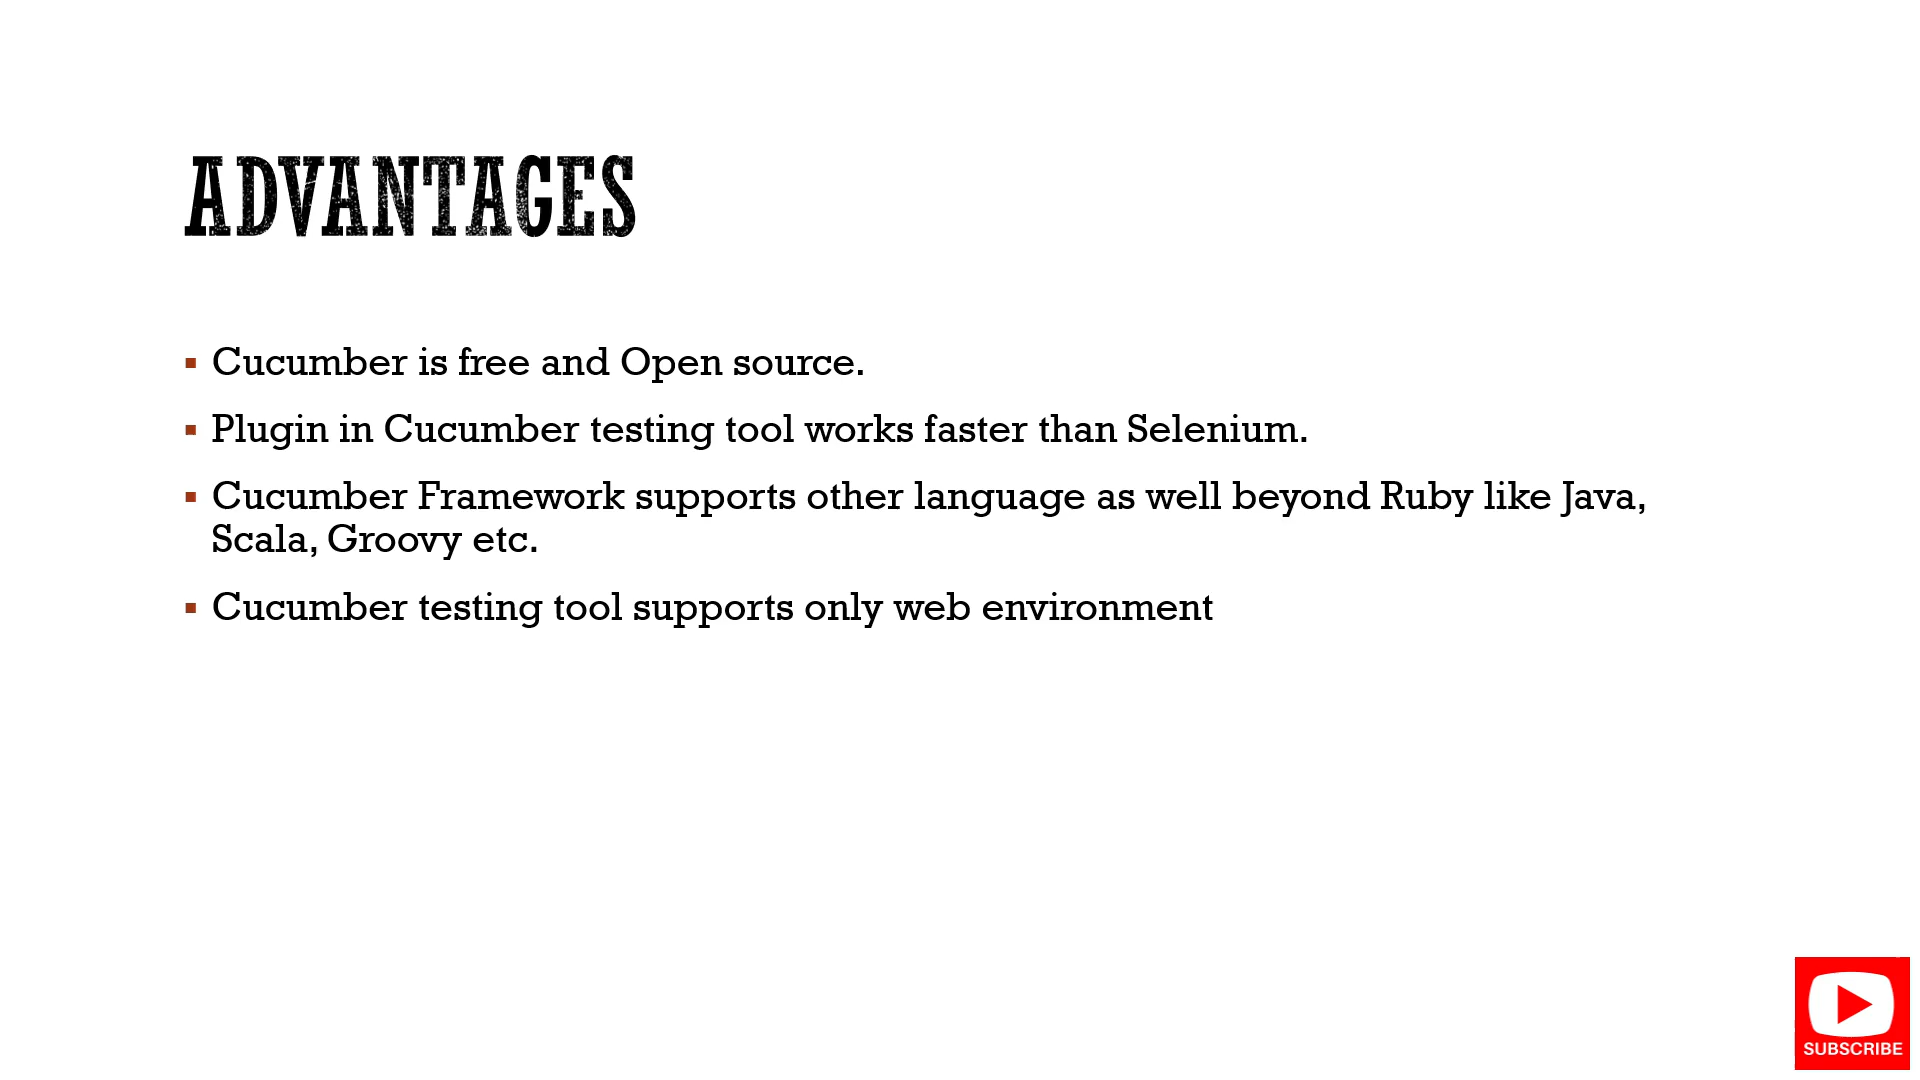 ADVANTAGES
▪ Cucumber is free and Open source.
▪ Plugin in Cucumber testing tool works faster than Selenium.
▪ Cucumber Framework supports other language as well beyond Ruby like Java,
Scala, Groovy etc.
▪ Cucumber testing tool supports only web environment
SUBSCRIBE